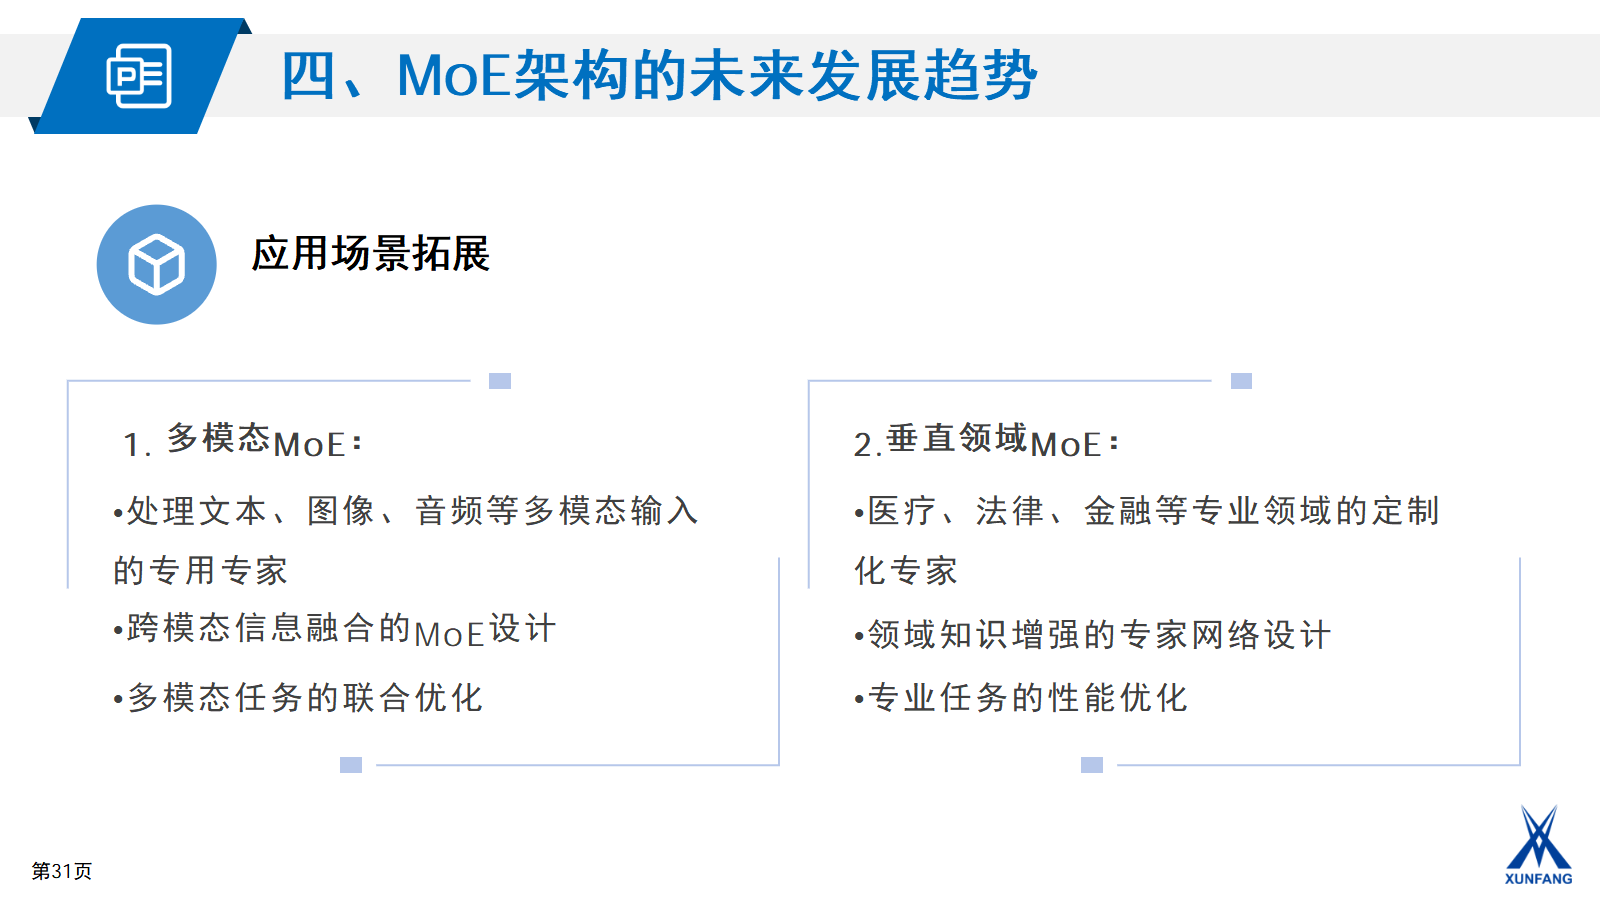 四、MoE架构的未来发展趋势
应用场景拓展
1. 多模态MoE：
•处理文本、图像、音频等多模态输入
的专用专家
•跨模态信息融合的MoE设计
•多模态任务的联合优化
2.垂直领域MoE：
•医疗、法律、金融等专业领域的定制
化专家
•领域知识增强的专家网络设计
•专业任务的性能优化
第31页
XUNFANG